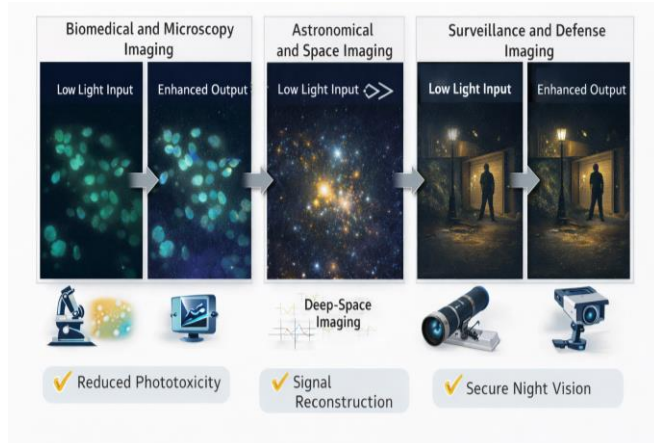 Biomedical and Microscopy
Imaging
Astronomical
and Space Imaging
Surveillance and Defense
Imaging
Low Light Input
Enhanced Output
Low Light Input
Low Light Input
Enhanced Output
Deep-Space
Imaging
Reduced Phototoxicity
Signal
Reconstruction
Secure Night Vision